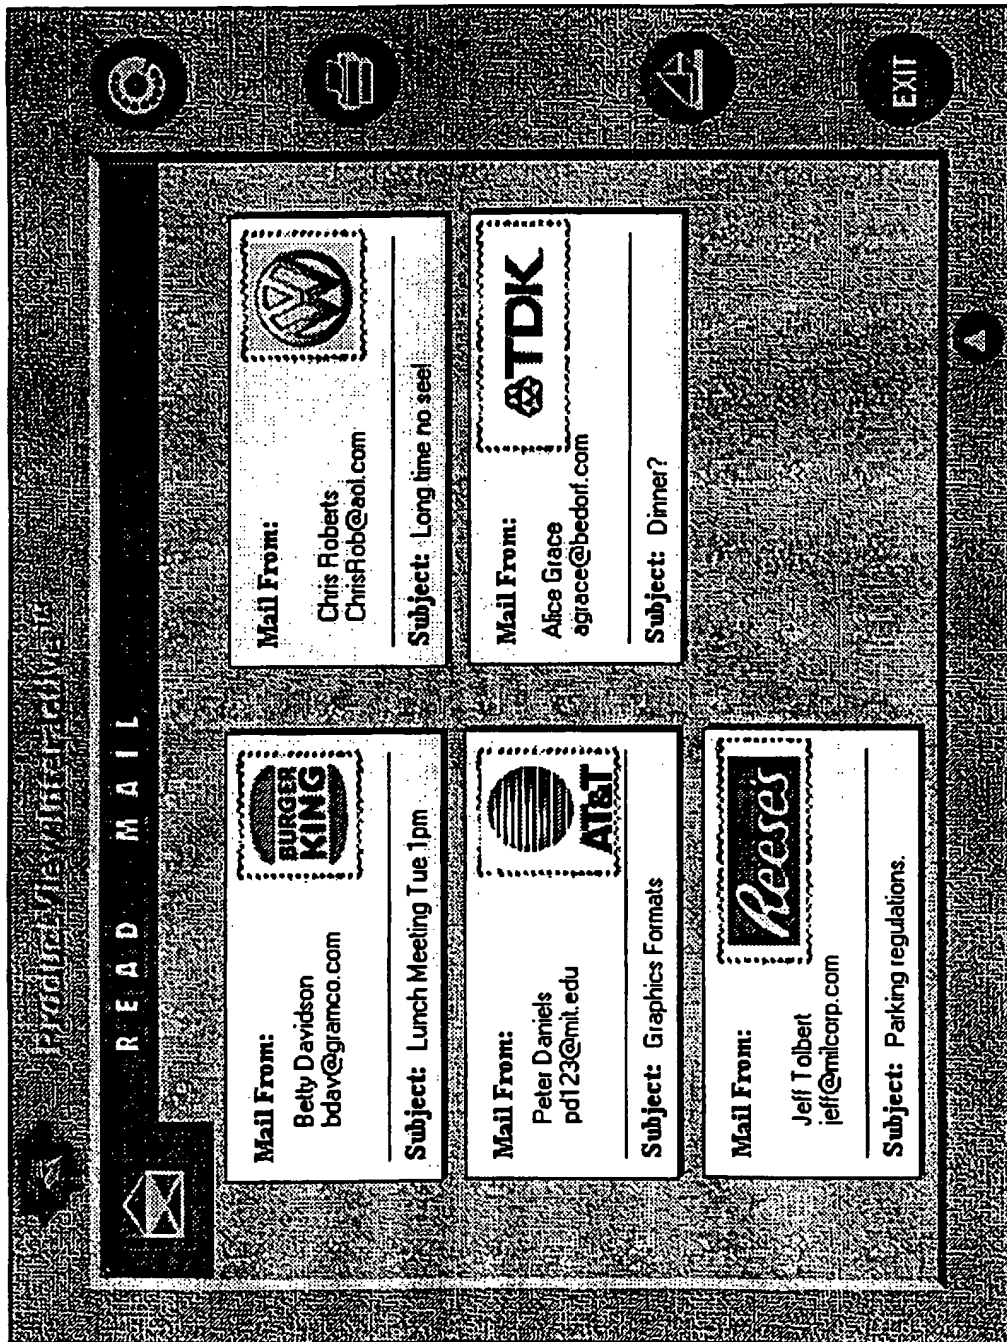 ProductView Interactive™
READ MAIL
Mail From:
Betty Davidson
bdav@gramco.com
BURGER
KING
Subject: Lunch Meeting Tue 1pm
Mail From:
Chris Roberts
ChrisRob@aol.com
Subject: Long time no see!
Mail From:
Peter Daniels
pd123@mit.edu
AT&T
Subject: Graphics Formats
Mail From:
Alice Grace
agrace@bedorf.com
TDK
Subject: Dinner?
Mail From:
Jeff Tolbert
jeff@milcorp.com
Reese's
Subject: Parking regulations.
EXIT